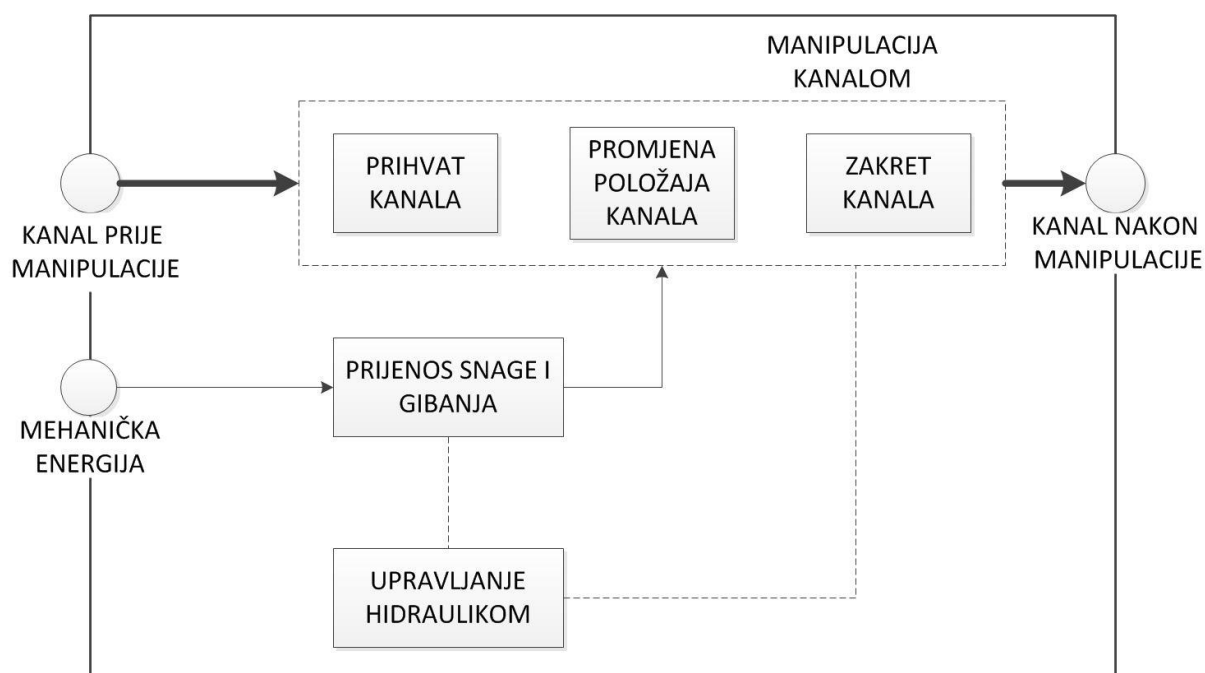 MANIPULACIJA
KANALOM
PRIHVAT
KANALA
PROMJENA
POLOŽAJA
KANALA
ZAKRET
KANALA
KANAL PRIJE
MANIPULACIJE
KANAL NAKON
MANIPULACIJE
PRIJENOS SNAGE I
GIBANJA
MEHANIČKA
ENERGIJA
UPRAVLJANJE
HIDRAULIKOM